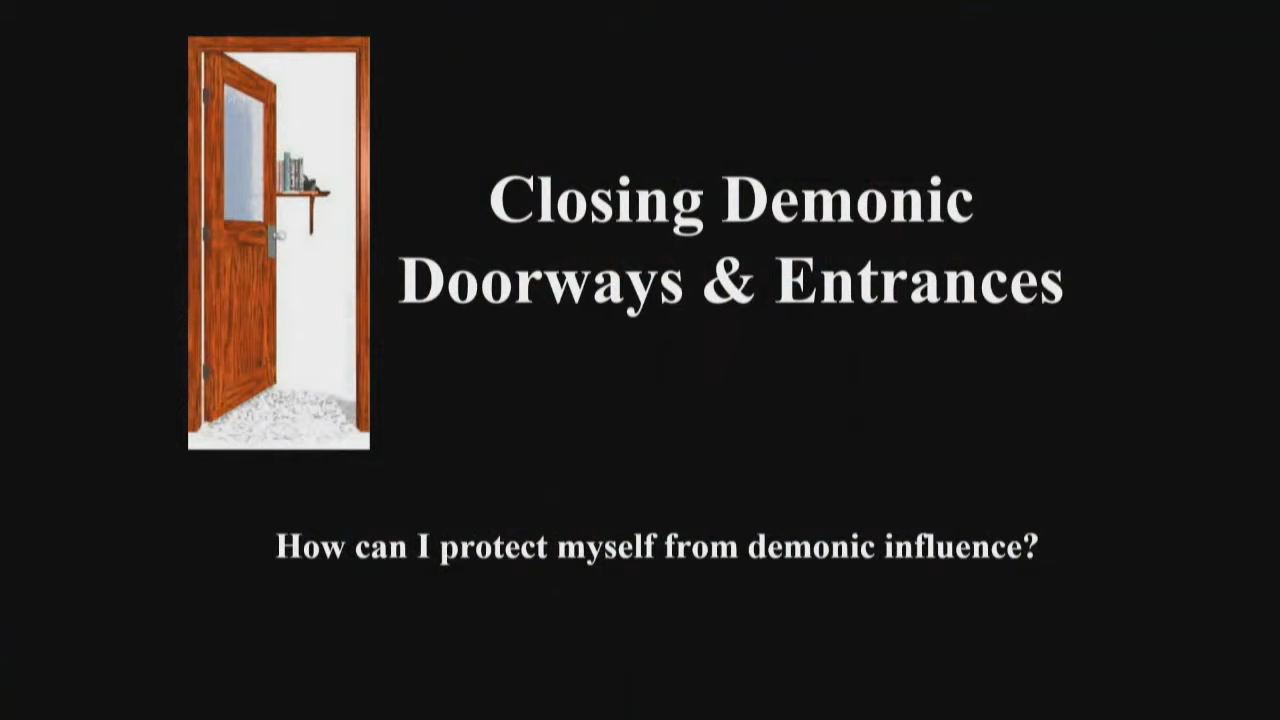 Closing Demonic
Doorways & Entrances
How can I protect myself from demonic influence?